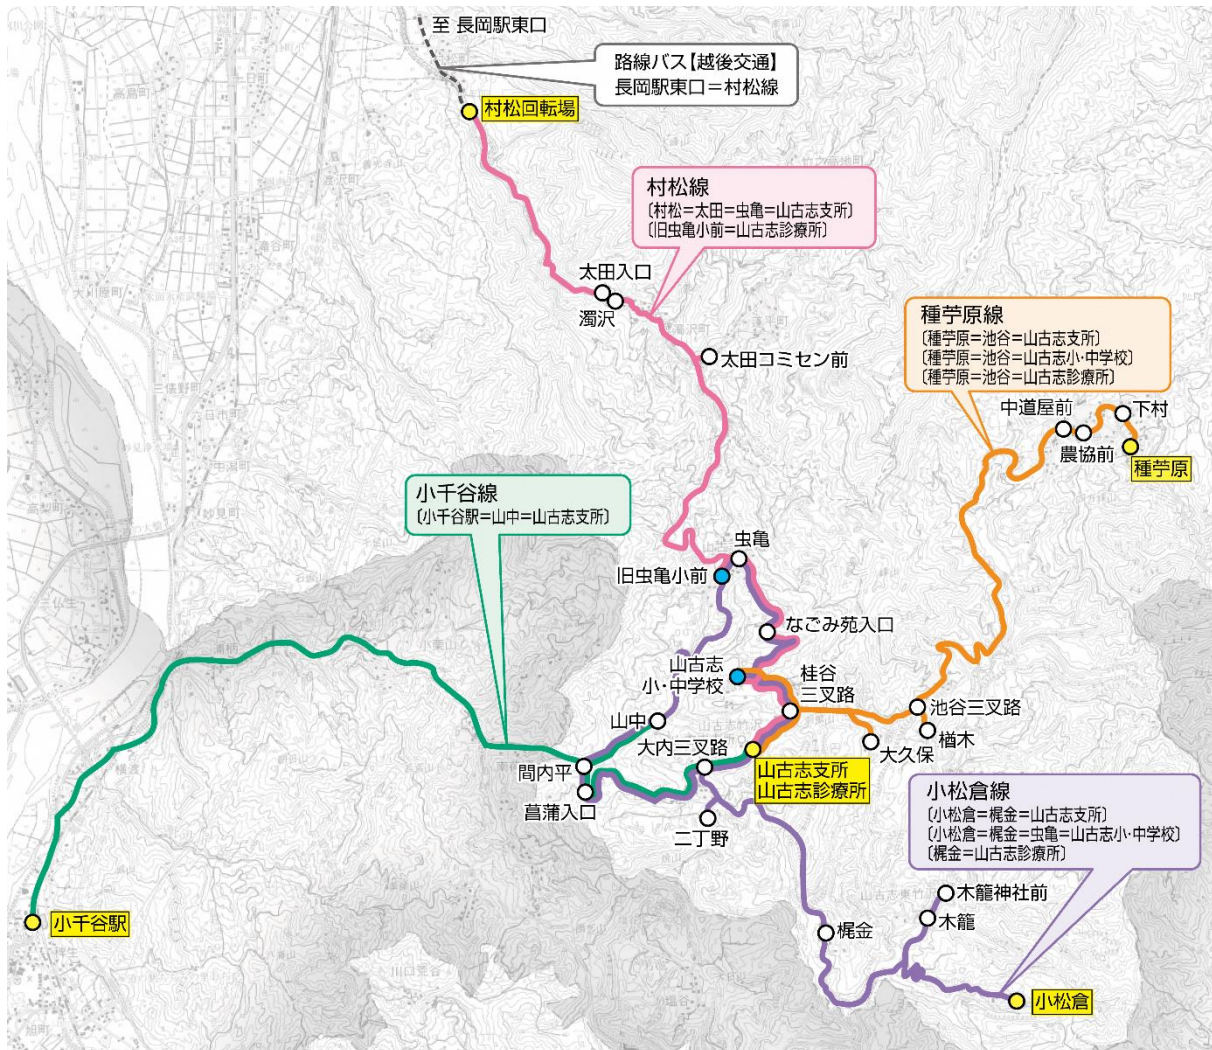 至 長岡駅東口
路線バス【越後交通】
長岡駅東口＝村松線
村松回転場
村松線
〔村松＝太田＝虫亀＝山古志支所〕
〔旧虫亀小前＝山古志診療所〕
太田入口
濁沢
太田コミセン前
種苧原線
〔種苧原＝池谷＝山古志支所〕
〔種苧原＝池谷＝山古志小・中学校〕
〔種苧原＝池谷＝山古志診療所〕
中道屋前
下村
農協前
種苧原
小千谷線
〔小千谷駅＝山中＝山古志支所〕
虫亀
旧虫亀小前
なごみ苑入口
山古志
小・中学校
桂谷
三叉路
池谷三叉路
楢木
大久保
山中
大内三叉路
間内平
菖蒲入口
山古志支所
山古志診療所
二丁野
小松倉線
〔小松倉＝梶金＝山古志支所〕
〔小松倉＝梶金＝虫亀＝山古志小・中学校〕
〔梶金＝山古志診療所〕
木籠神社前
木籠
梶金
小松倉
小千谷駅